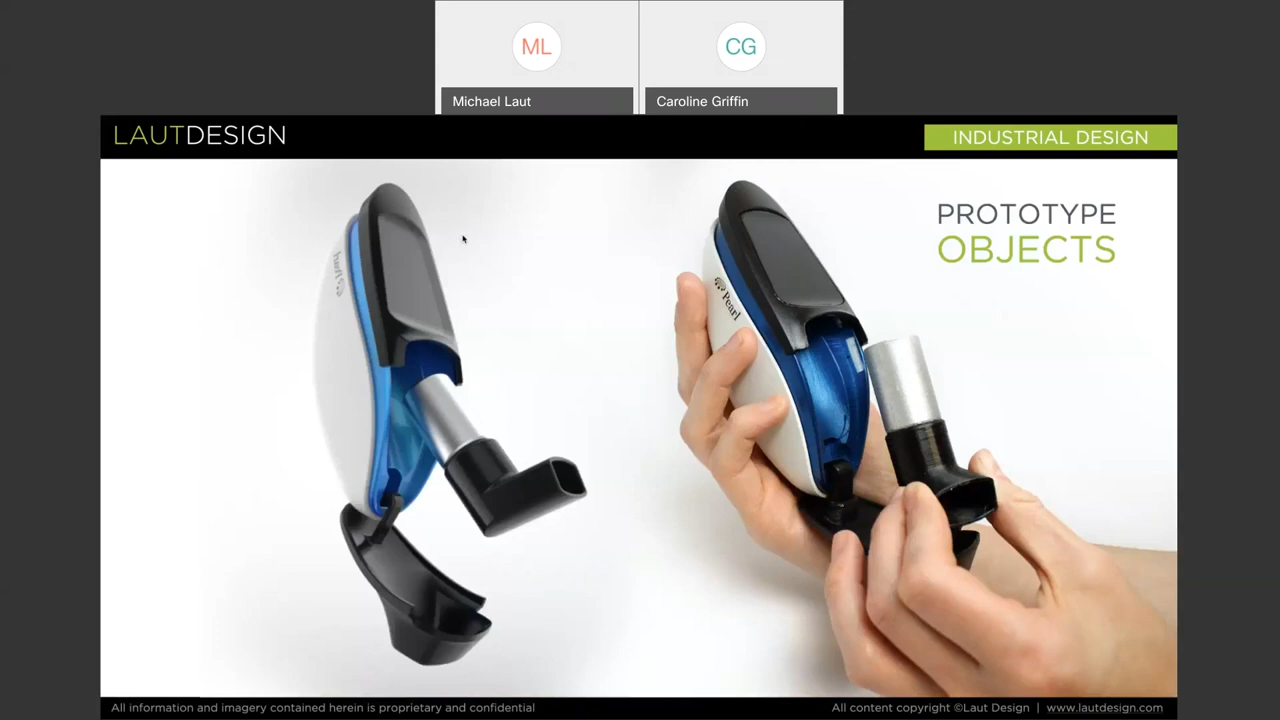 ML
CG
Michael Laut
Caroline Griffin
LAUTDESIGN
INDUSTRIAL DESIGN
PROTOTYPE
OBJECTS
Pearl
Pearl
All information and imagery contained herein is proprietary and confidential
All content copyright ©Laut Design | www.lautdesign.com